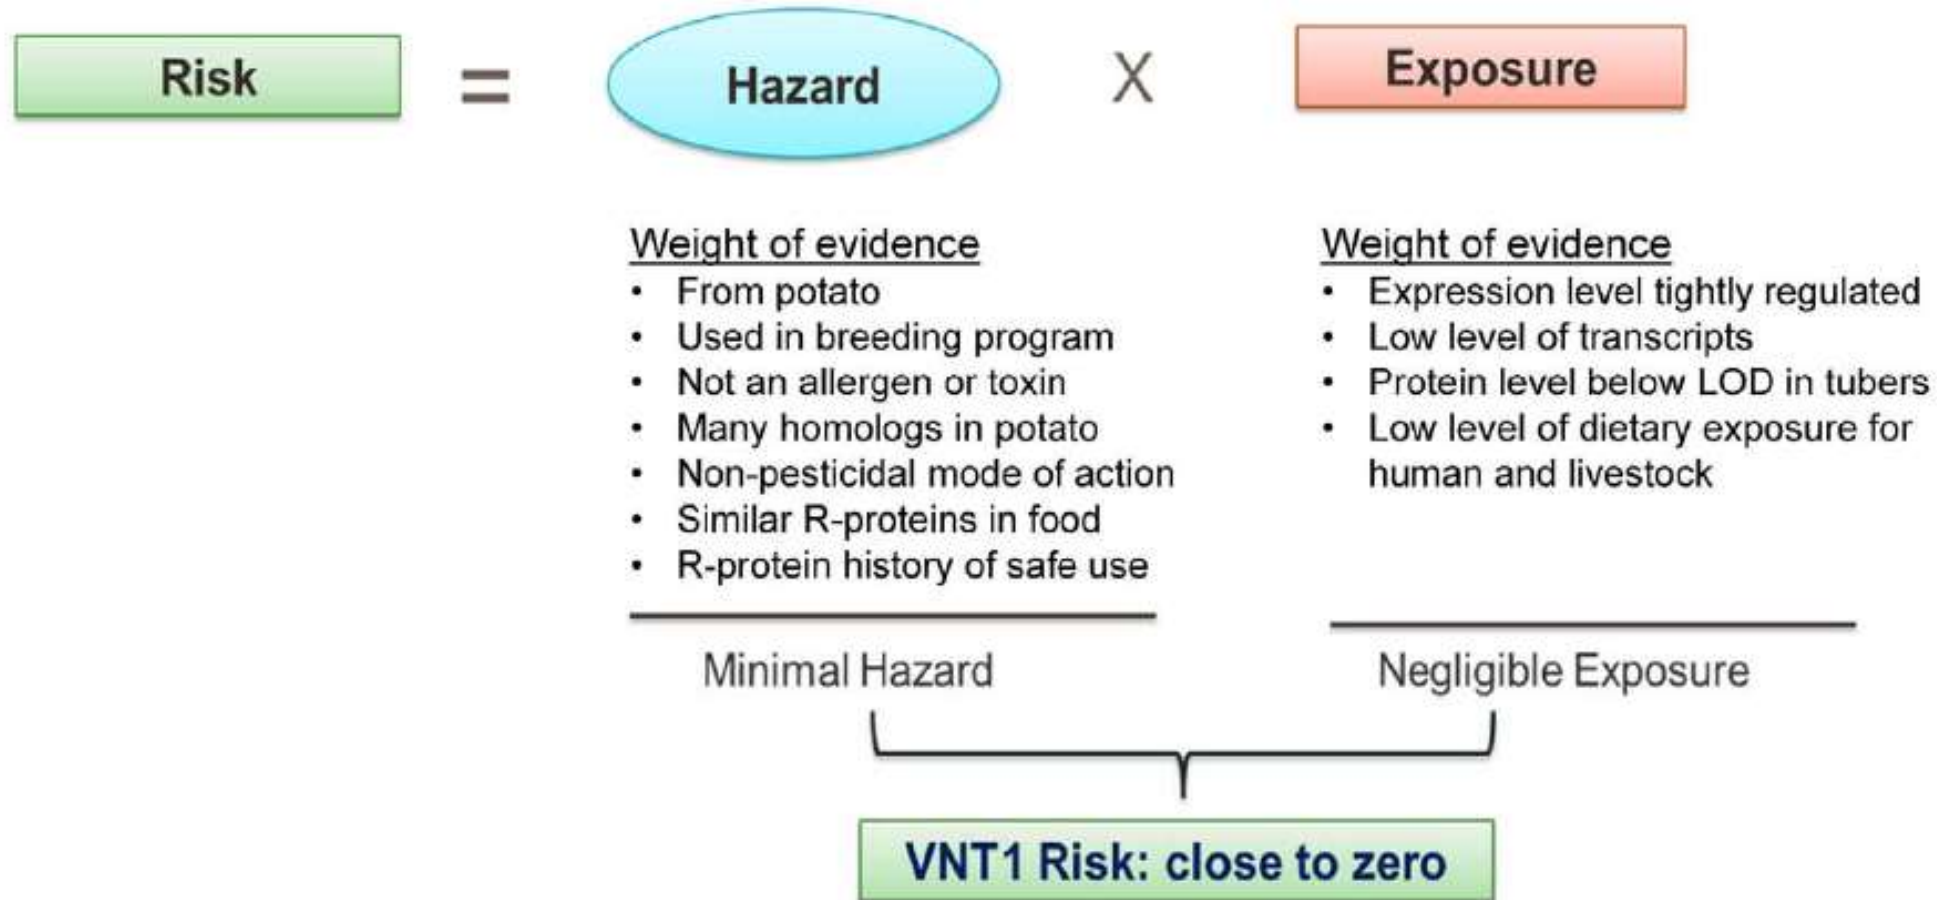 Risk = Hazard X Exposure
Weight of evidence
• From potato
• Used in breeding program
• Not an allergen or toxin
• Many homologs in potato
• Non-pesticidal mode of action
• Similar R-proteins in food
• R-protein history of safe use
Minimal Hazard
Weight of evidence
• Expression level tightly regulated
• Low level of transcripts
• Protein level below LOD in tubers
• Low level of dietary exposure for
human and livestock
Negligible Exposure
VNT1 Risk: close to zero